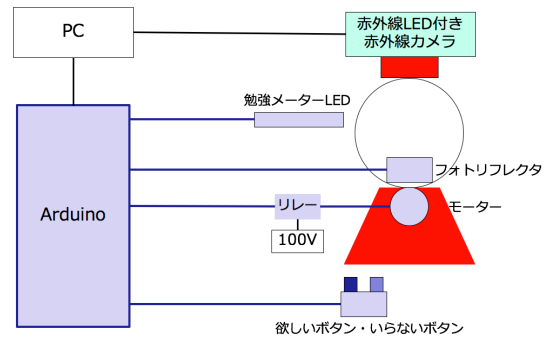 PC
赤外線LED付き
赤外線カメラ
勉強メーターLED
フォトリフレクタ
Arduino
リレー
モーター
100V
欲しいボタン・いらないボタン